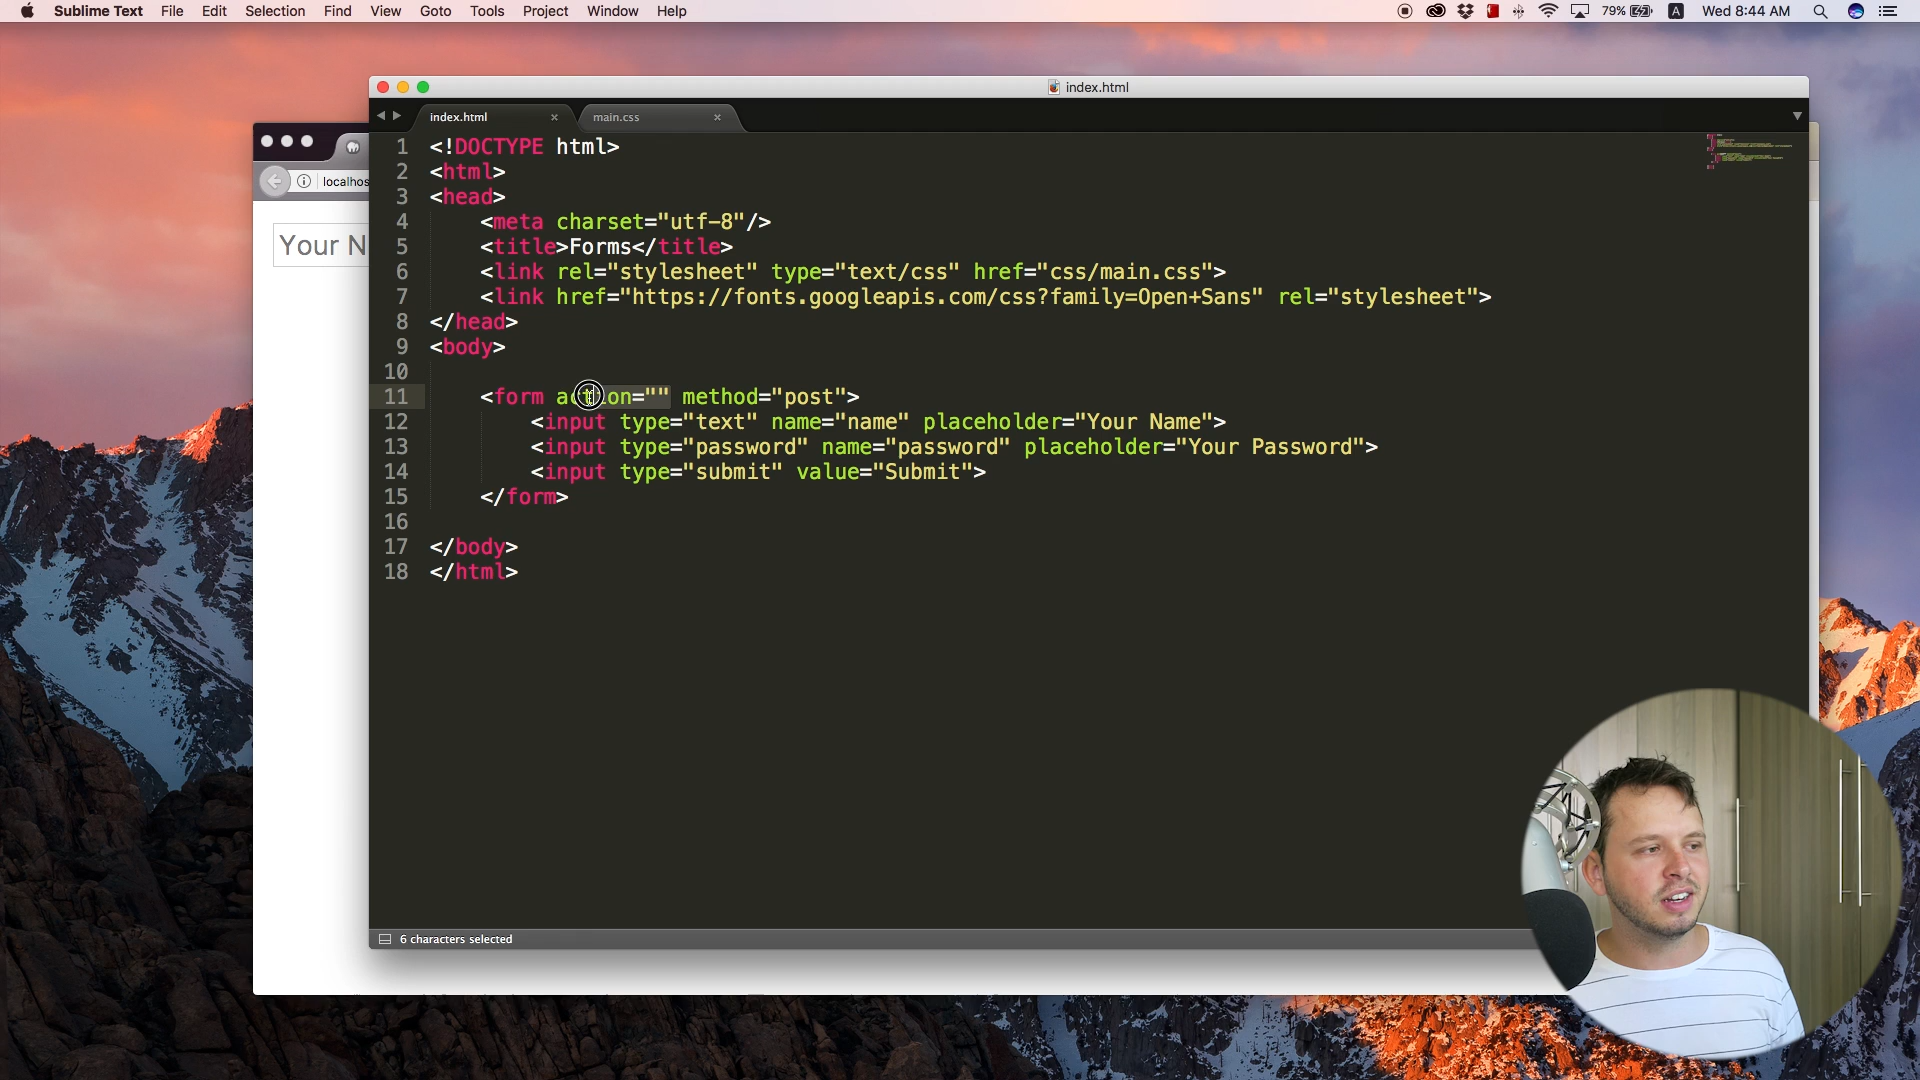 Sublime Text File Edit Selection Find View Goto Tools Project Window Help 79% A Wed 8:44 AM
index.html
index.html × main.css ×
localhos
Your N
1 <!DOCTYPE html>
2 <html>
3 <head>
4 <meta charset="utf-8"/>
5 <title>Forms</title>
6 <link rel="stylesheet" type="text/css" href="css/main.css">
7 <link href="https://fonts.googleapis.com/css?family=Open+Sans" rel="stylesheet">
8 </head>
9 <body>
10
11 <form action="" method="post">
12 <input type="text" name="name" placeholder="Your Name">
13 <input type="password" name="password" placeholder="Your Password">
14 <input type="submit" value="Submit">
15 </form>
16
17 </body>
18 </html>
6 characters selected